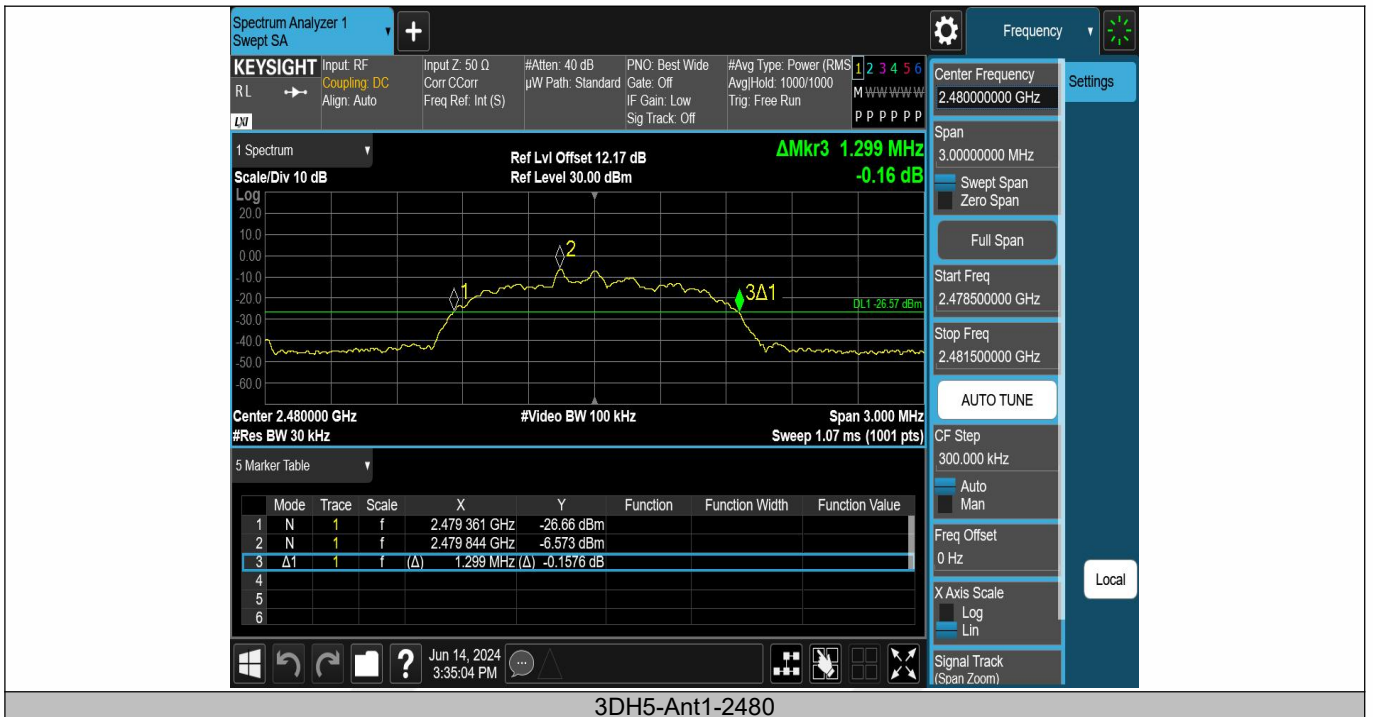 Spectrum Analyzer 1
Swept SA
+
Frequency
KEYSIGHT
RL
LXI
Input: RF
Coupling: DC
Align: Auto
Input Z: 50 Ω
Corr CCorr
Freq Ref: Int (S)
#Atten: 40 dB
µW Path: Standard
PNO: Best Wide
Gate: Off
IF Gain: Low
Sig Track: Off
#Avg Type: Power (RMS
Avg|Hold: 1000/1000
Trig: Free Run
1 2 3 4 5 6
M W W W W W
P P P P P P
1 Spectrum
Scale/Div 10 dB
Ref Lvl Offset 12.17 dB
Ref Level 30.00 dBm
ΔMkr3 1.299 MHz
-0.16 dB
Log
20.0
10.0
0.00
-10.0
-20.0
-30.0
-40.0
-50.0
-60.0
1
2
3Δ1
DL1 -26.57 dBm
Center 2.480000 GHz
#Video BW 100 kHz
Span 3.000 MHz
#Res BW 30 kHz
Sweep 1.07 ms (1001 pts)
5 Marker Table
Mode Trace Scale X Y Function Function Width Function Value
1 N 1 f 2.479 361 GHz -26.66 dBm
2 N 1 f 2.479 844 GHz -6.573 dBm
3 Δ1 1 f (Δ) 1.299 MHz (Δ) -0.1576 dB
4
5
6
?
Jun 14, 2024
3:35:04 PM
Center Frequency
2.480000000 GHz
Settings
Span
3.00000000 MHz
Swept Span
Zero Span
Full Span
Start Freq
2.478500000 GHz
Stop Freq
2.481500000 GHz
AUTO TUNE
CF Step
300.000 kHz
Auto
Man
Freq Offset
0 Hz
X Axis Scale
Log
Lin
Local
Signal Track
(Span Zoom)
3DH5-Ant1-2480